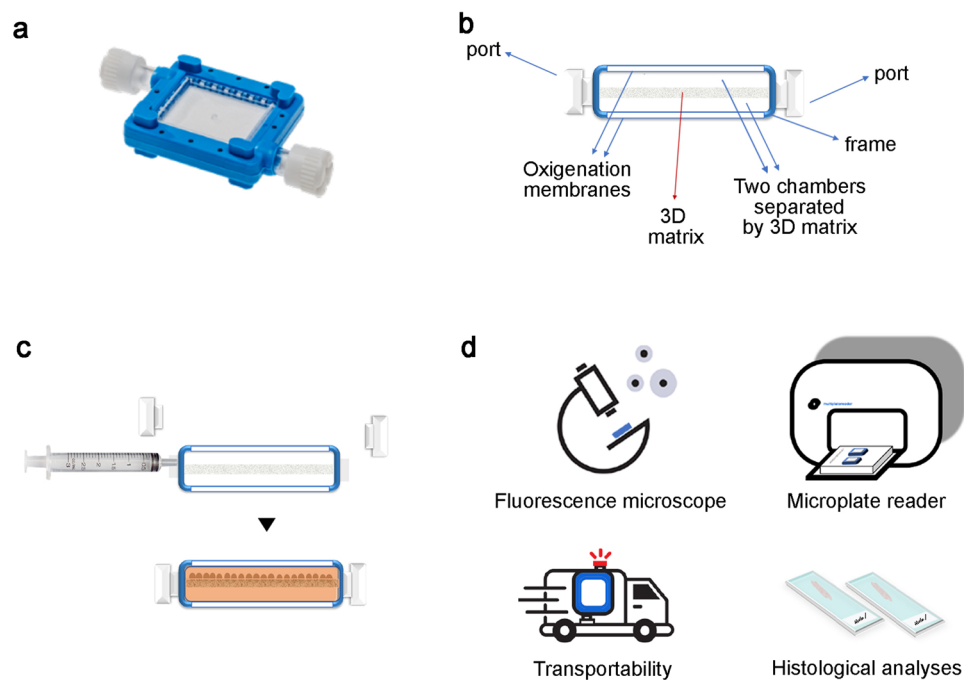 a
b
port
port
frame
Oxigenation
membranes
3D
matrix
Two chambers
separated
by 3D matrix
c
d
Fluorescence microscope
Microplate reader
Transportability
Histological analyses